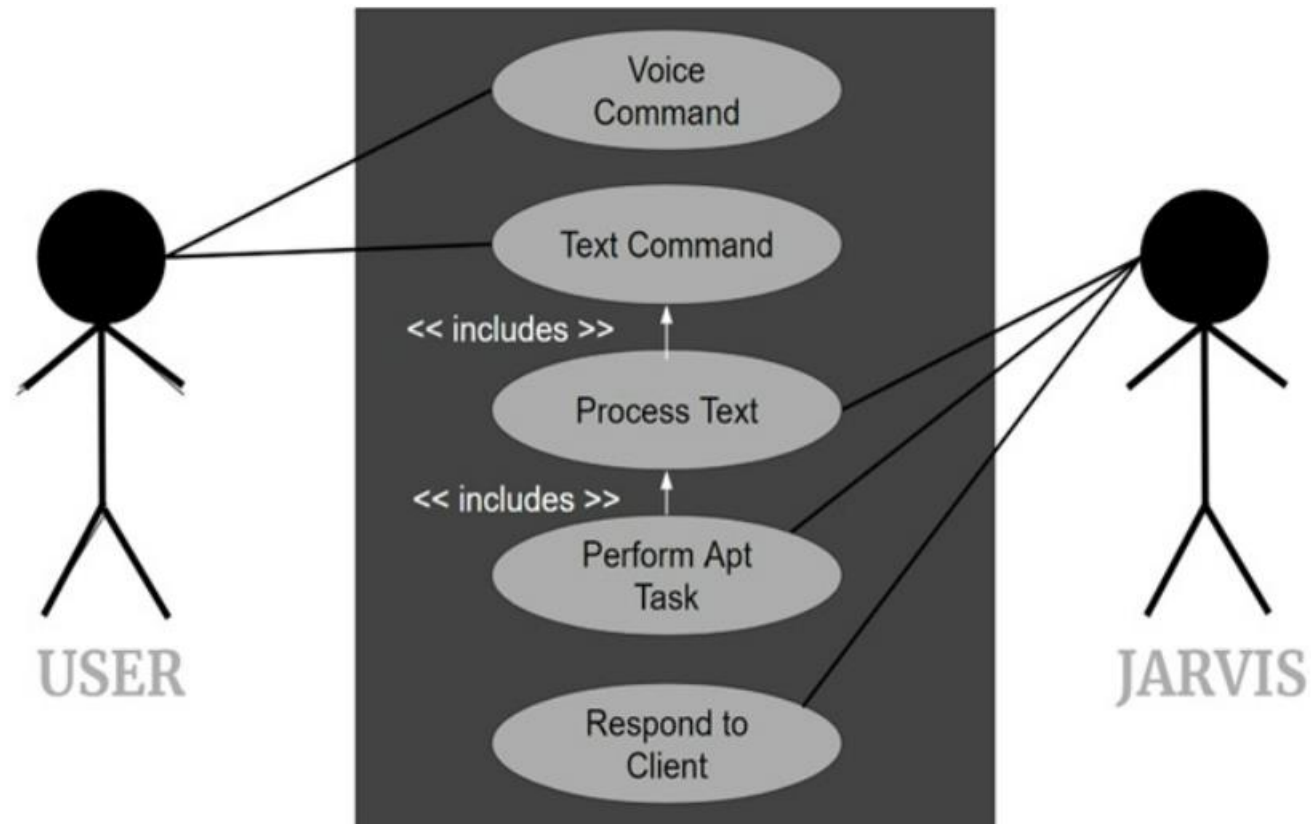 Voice
Command
Text Command
<< includes >>
Process Text
<< includes >>
Perform Apt
Task
Respond to
Client
USER
JARVIS